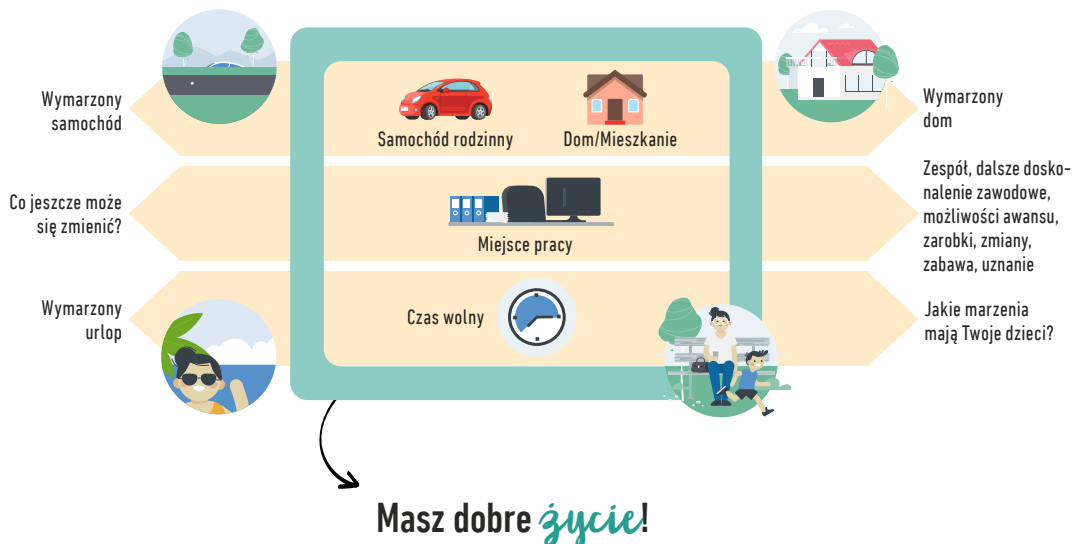 Wymarzony
samochód
Samochód rodzinny
Dom/Mieszkanie
Wymarzony
dom
Co jeszcze może
się zmienić?
Miejsce pracy
Zespół, dalsze dosko-
nalenie zawodowe,
możliwości awansu,
zarobki, zmiany,
zabawa, uznanie
Wymarzony
urlop
Czas wolny
Jakie marzenia
mają Twoje dzieci?
Masz dobre życie!